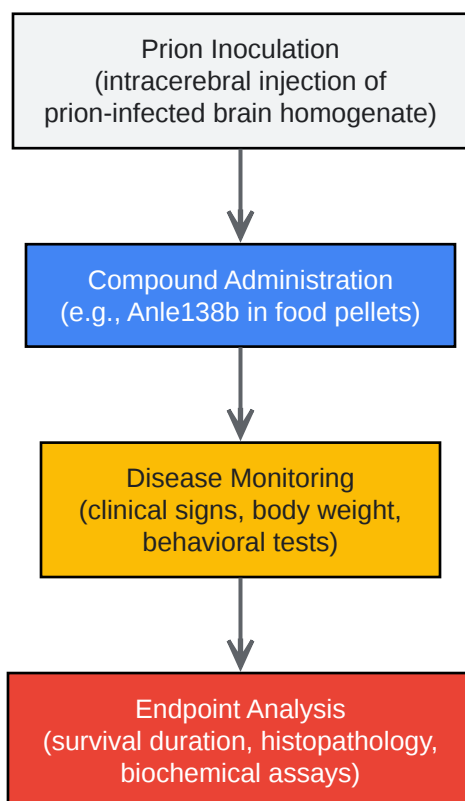 Prion Inoculation
(intracerebral injection of
prion-infected brain homogenate)
Compound Administration
(e.g., Anle138b in food pellets)
Disease Monitoring
(clinical signs, body weight,
behavioral tests)
Endpoint Analysis
(survival duration, histopathology,
biochemical assays)